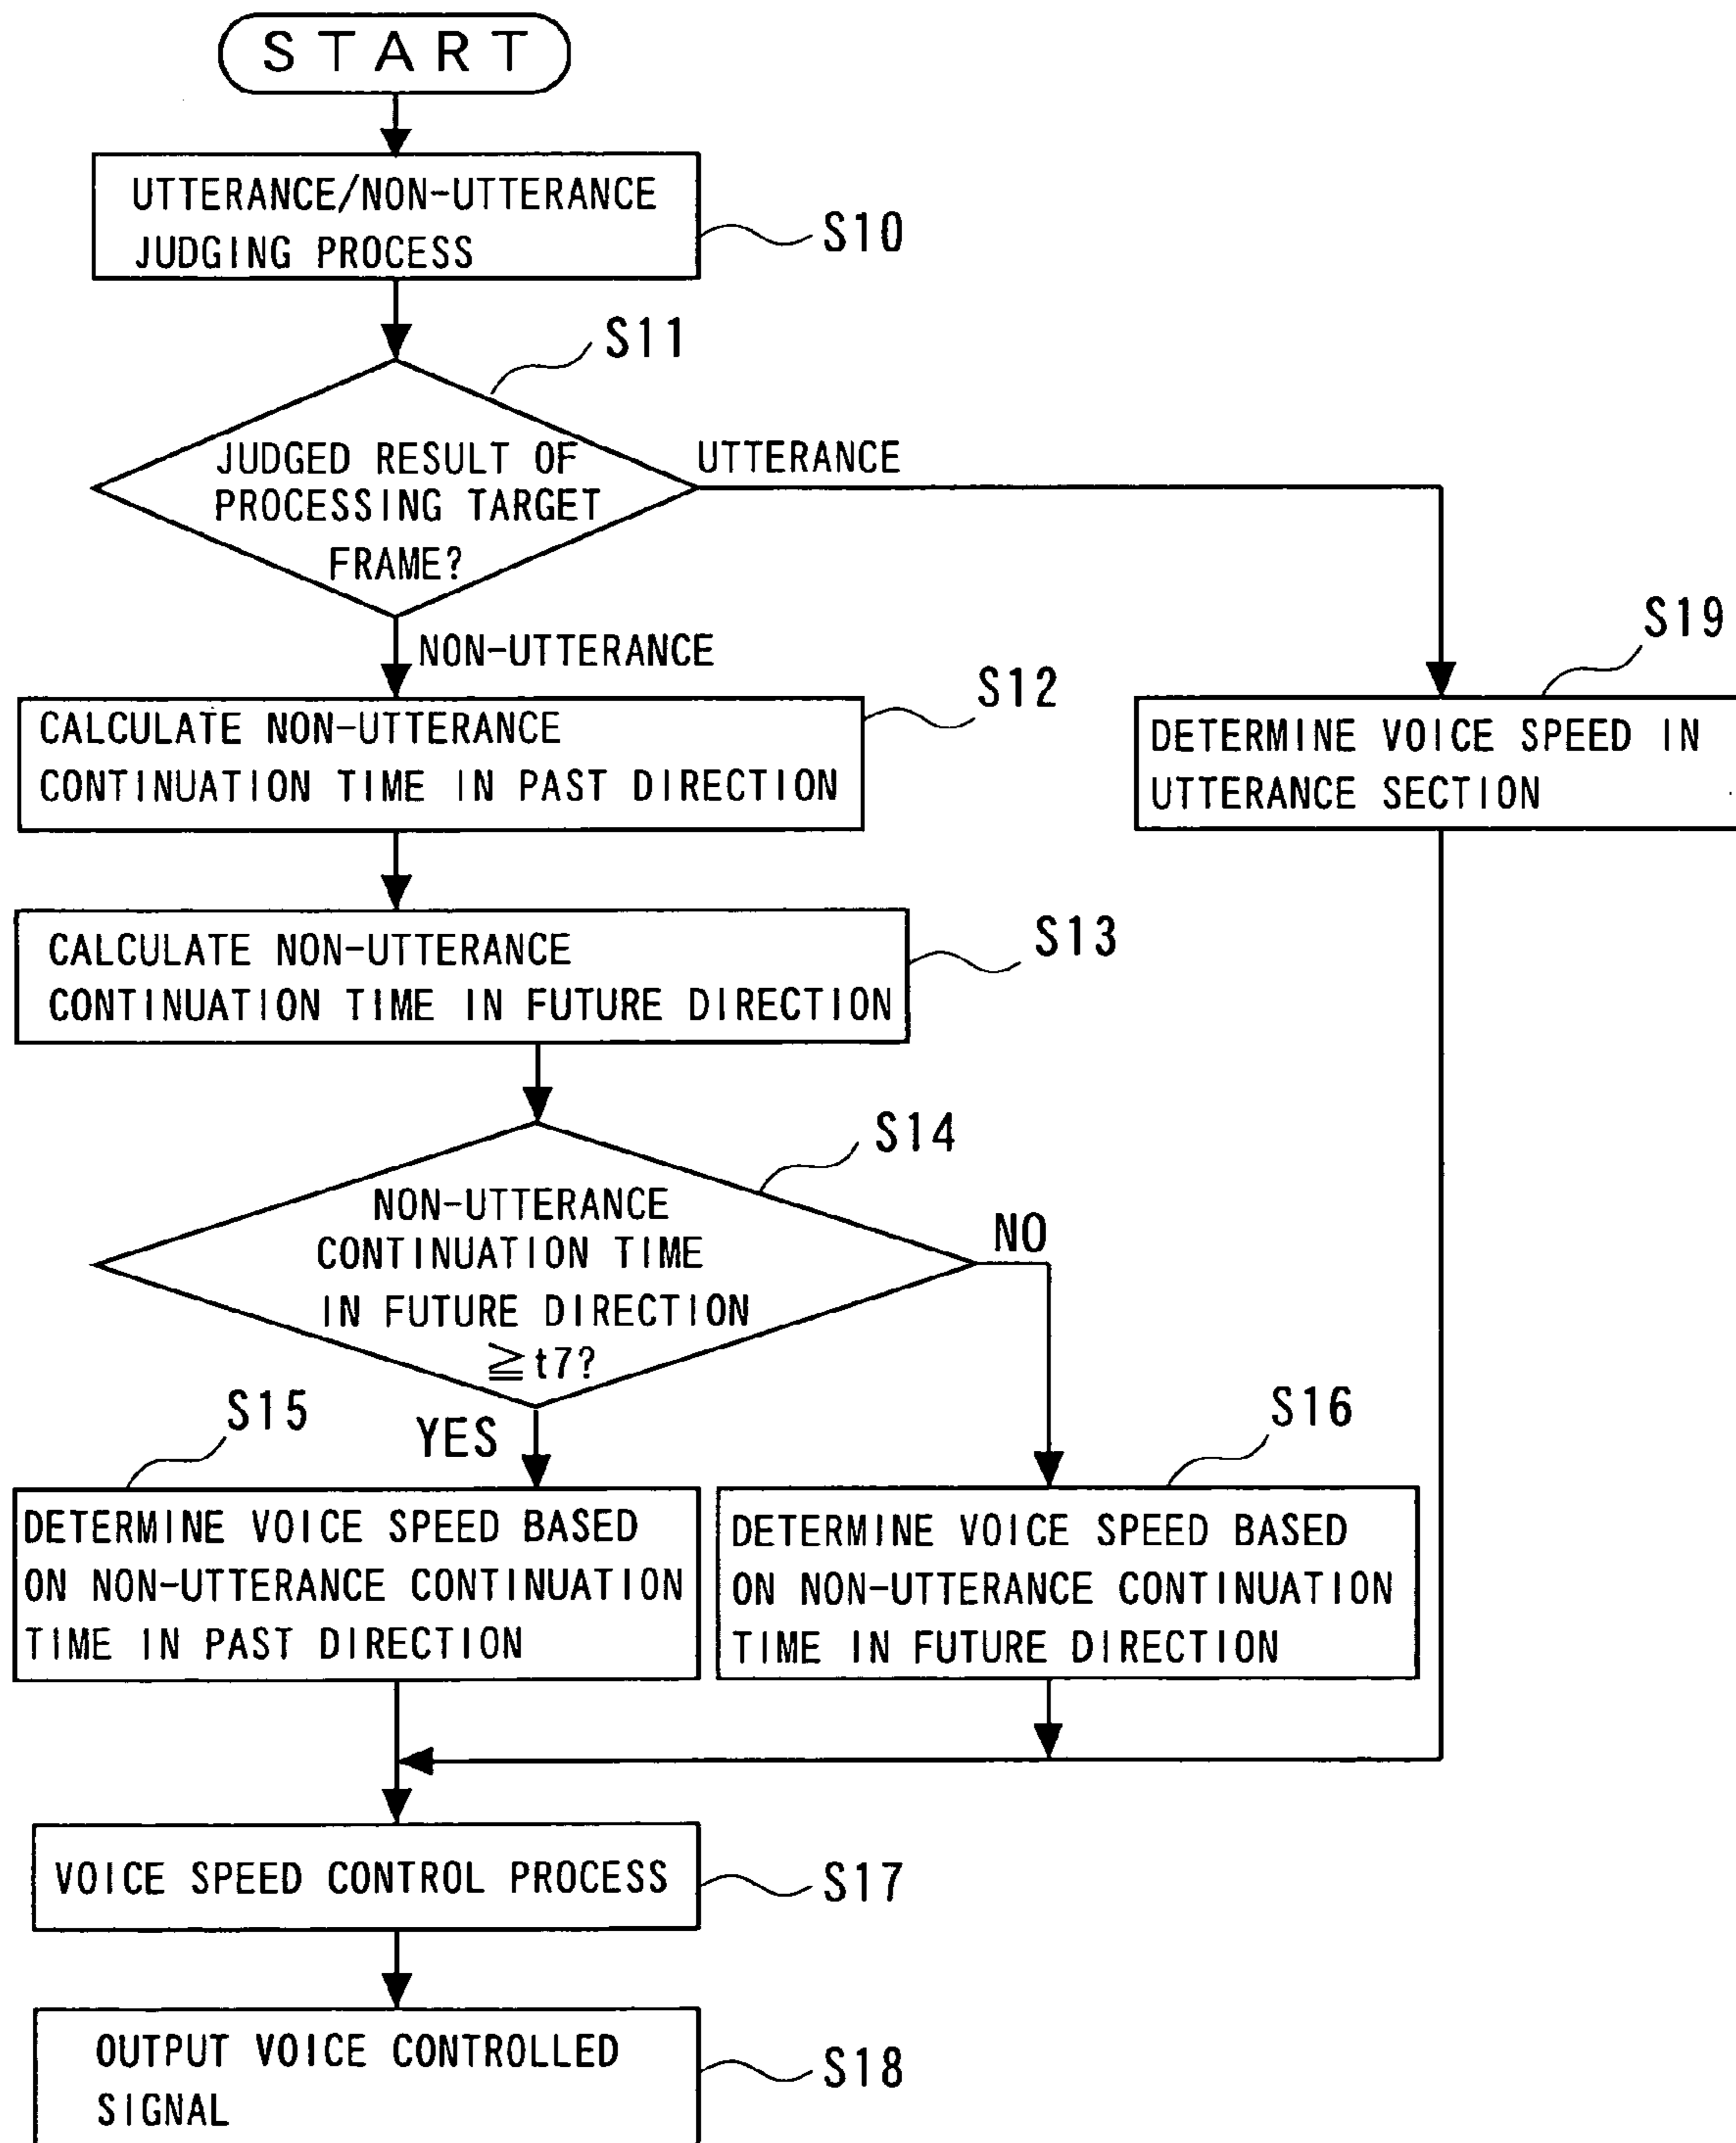 START
UTTERANCE/NON-UTTERANCE
JUDGING PROCESS
S10
S11
JUDGED RESULT OF
PROCESSING TARGET
FRAME?
UTTERANCE
NON-UTTERANCE
S19
S12
CALCULATE NON-UTTERANCE
CONTINUATION TIME IN PAST DIRECTION
DETERMINE VOICE SPEED IN
UTTERANCE SECTION
S13
CALCULATE NON-UTTERANCE
CONTINUATION TIME IN FUTURE DIRECTION
S14
NON-UTTERANCE
CONTINUATION TIME
IN FUTURE DIRECTION
≧t7?
NO
YES
S15
DETERMINE VOICE SPEED BASED
ON NON-UTTERANCE CONTINUATION
TIME IN PAST DIRECTION
S16
DETERMINE VOICE SPEED BASED
ON NON-UTTERANCE CONTINUATION
TIME IN FUTURE DIRECTION
VOICE SPEED CONTROL PROCESS
S17
OUTPUT VOICE CONTROLLED
SIGNAL
S18